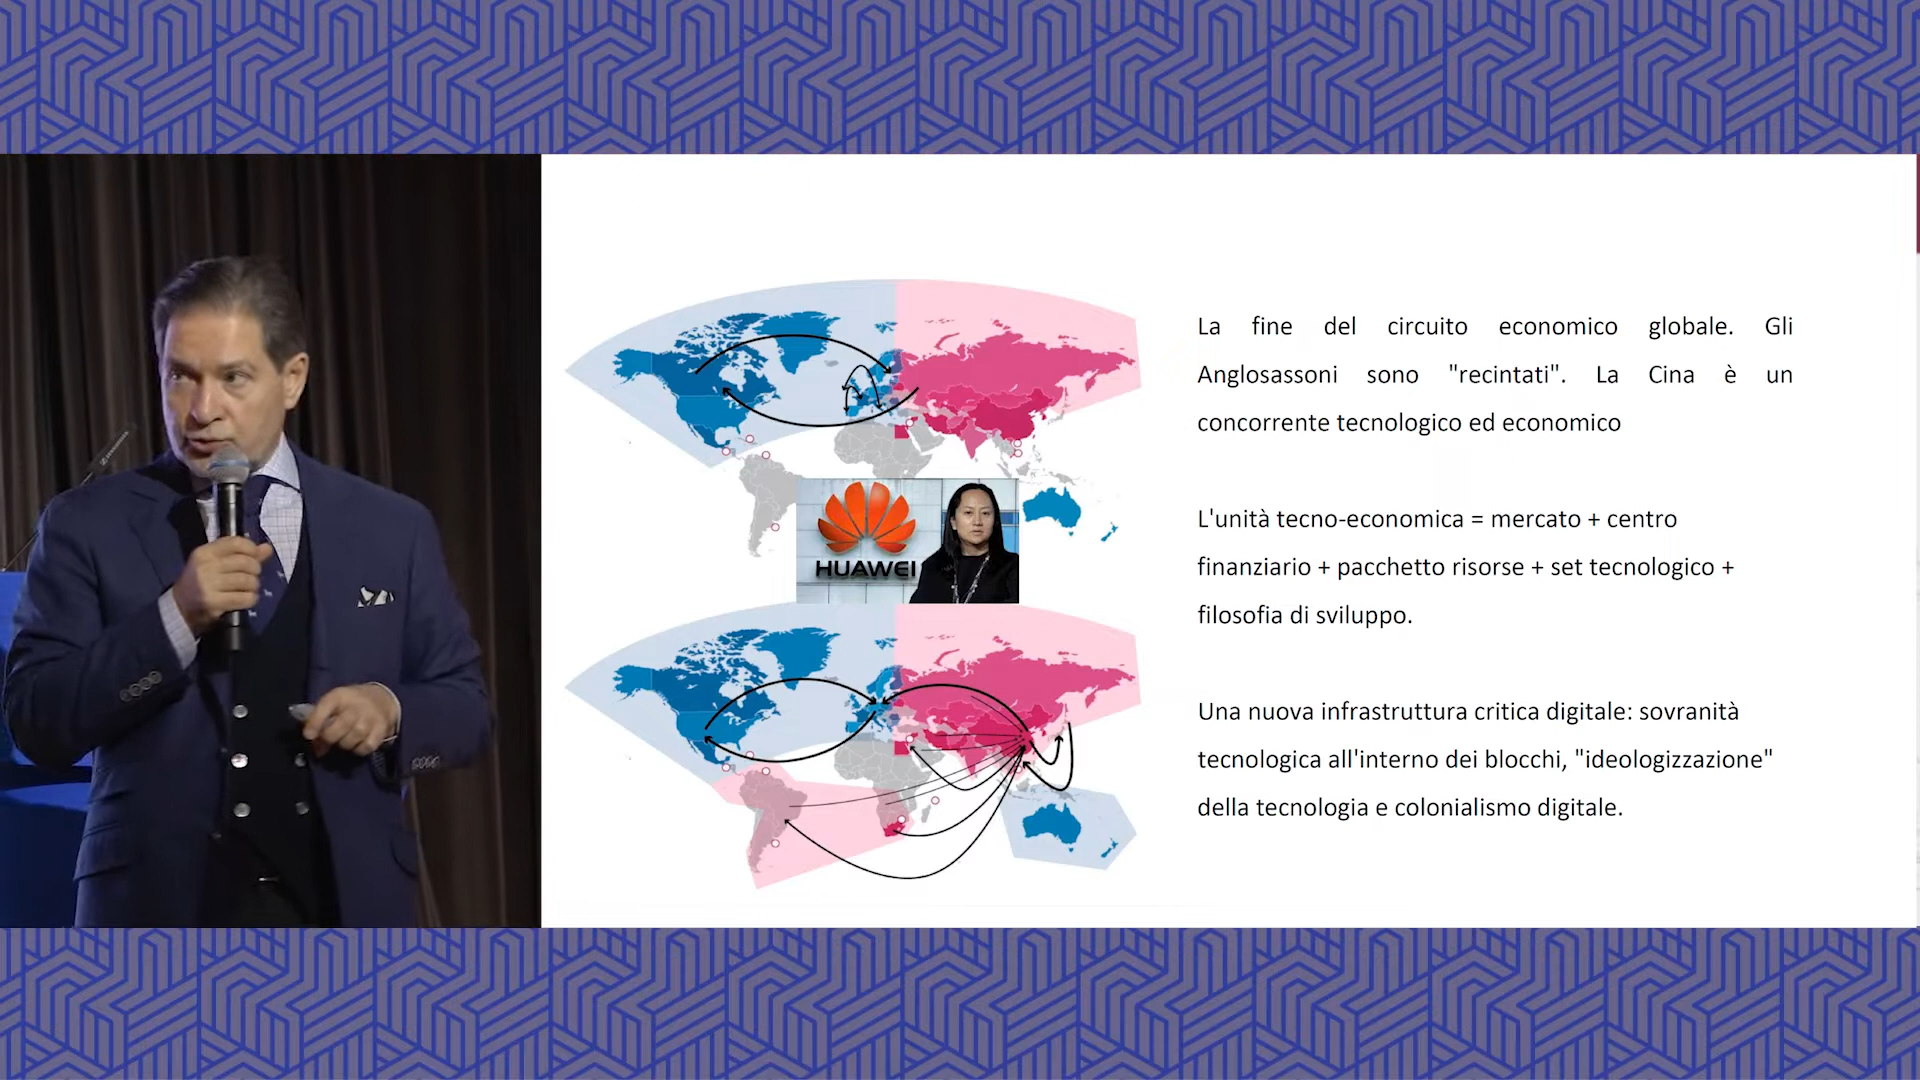 La fine del circuito economico globale. Gli
Anglosassoni sono "recintati". La Cina è un
concorrente tecnologico ed economico
HUAWEI
L'unità tecno-economica = mercato + centro
finanziario + pacchetto risorse + set tecnologico +
filosofia di sviluppo.
Una nuova infrastruttura critica digitale: sovranità
tecnologica all'interno dei blocchi, "ideologizzazione"
della tecnologia e colonialismo digitale.